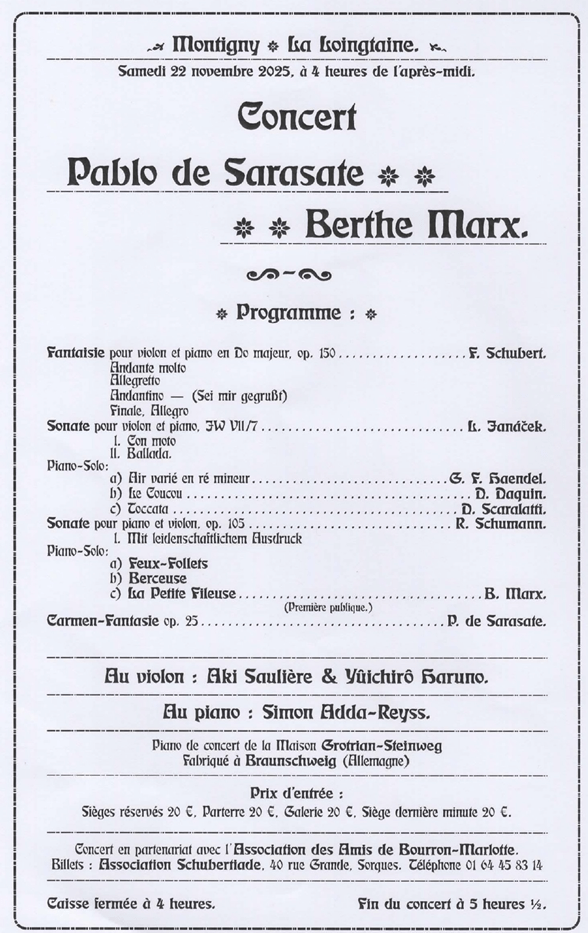 Montigny * La Loingtaine.
Samedi 22 novembre 2025, à 4 heures de l'après-midi.
Concert
Pablo de Sarasate * *
* * Berthe Marx.
* Programme : *
Fantaisie pour violon et piano en Do majeur, op. 150 .................. F. Schubert.
Andante molto
Allegretto
Andantino — (Sei mir gegrußt)
Finale, Allegro
Sonate pour violon et piano, JW VII/7 .................. L. Janáček.
I. Con moto
II. Ballada.
Piano-Solo:
a) Air varié en ré mineur .................. G. F. Haendel.
b) Le Coucou .................. D. Daquin.
c) Toccata .................. D. Scaralatti.
Sonate pour piano et violon, op. 105 .................. R. Schumann.
I. Mit leidenschaftlichem Ausdruck
Piano-Solo:
a) Feux-Follets
b) Berceuse
c) La Petite Fileuse .................. B. Marx.
(Première publique.)
Carmen-Fantasie op. 25 .................. P. de Sarasate.
Au violon : Aki Saulière & Yûichirô Haruno.
Au piano : Simon Adda-Reyss.
Piano de concert de la Maison Grotrian-Steinweg
Fabriqué à Braunschweig (Allemagne)
Prix d'entrée :
Sièges réservés 20 €, Parterre 20 €, Galerie 20 €, Siège dernière minute 20 €.
Concert en partenariat avec l'Association des Amis de Bourron-Marlotte.
Billets : Association Schubertiade, 40 rue Grande, Sorques. Téléphone 01 64 45 83 14
Caisse fermée à 4 heures. Fin du concert à 5 heures ½.